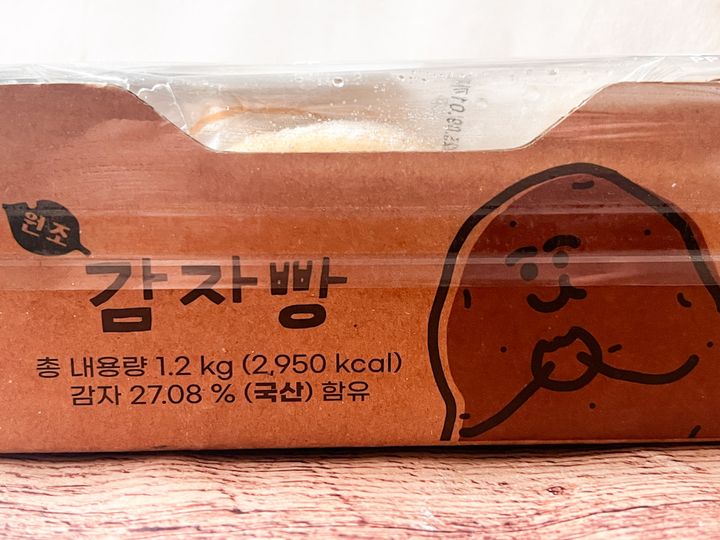 원조
감자빵
총 내용량 1.2 kg (2,950 kcal)
감자 27.08 % (국산) 함유